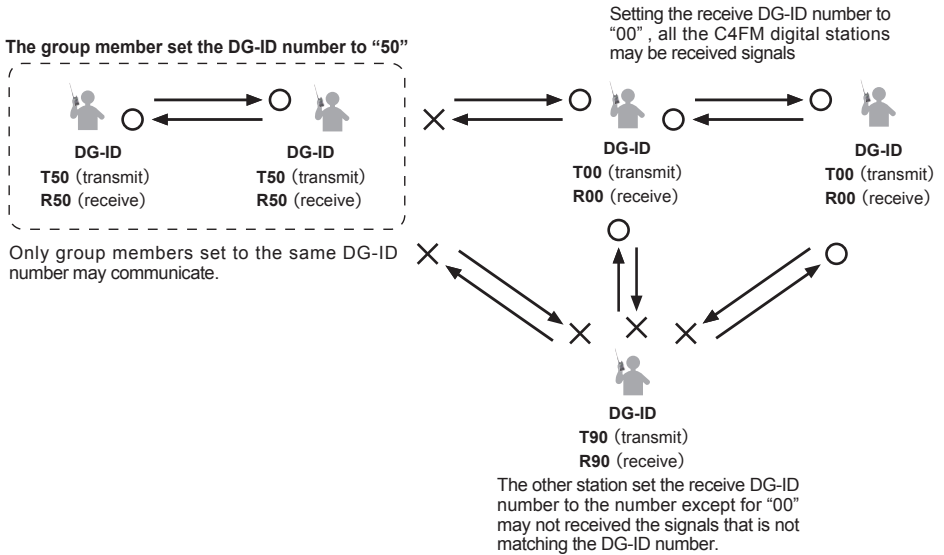 Setting the receive DG-ID number to
“00” , all the C4FM digital stations
may be received signals
The group member set the DG-ID number to “50”
DG-ID
T50 (transmit)
R50 (receive)
DG-ID
T50 (transmit)
R50 (receive)
DG-ID
T00 (transmit)
R00 (receive)
DG-ID
T00 (transmit)
R00 (receive)
Only group members set to the same DG-ID
number may communicate.
DG-ID
T90 (transmit)
R90 (receive)
The other station set the receive DG-ID
number to the number except for “00”
may not received the signals that is not
matching the DG-ID number.